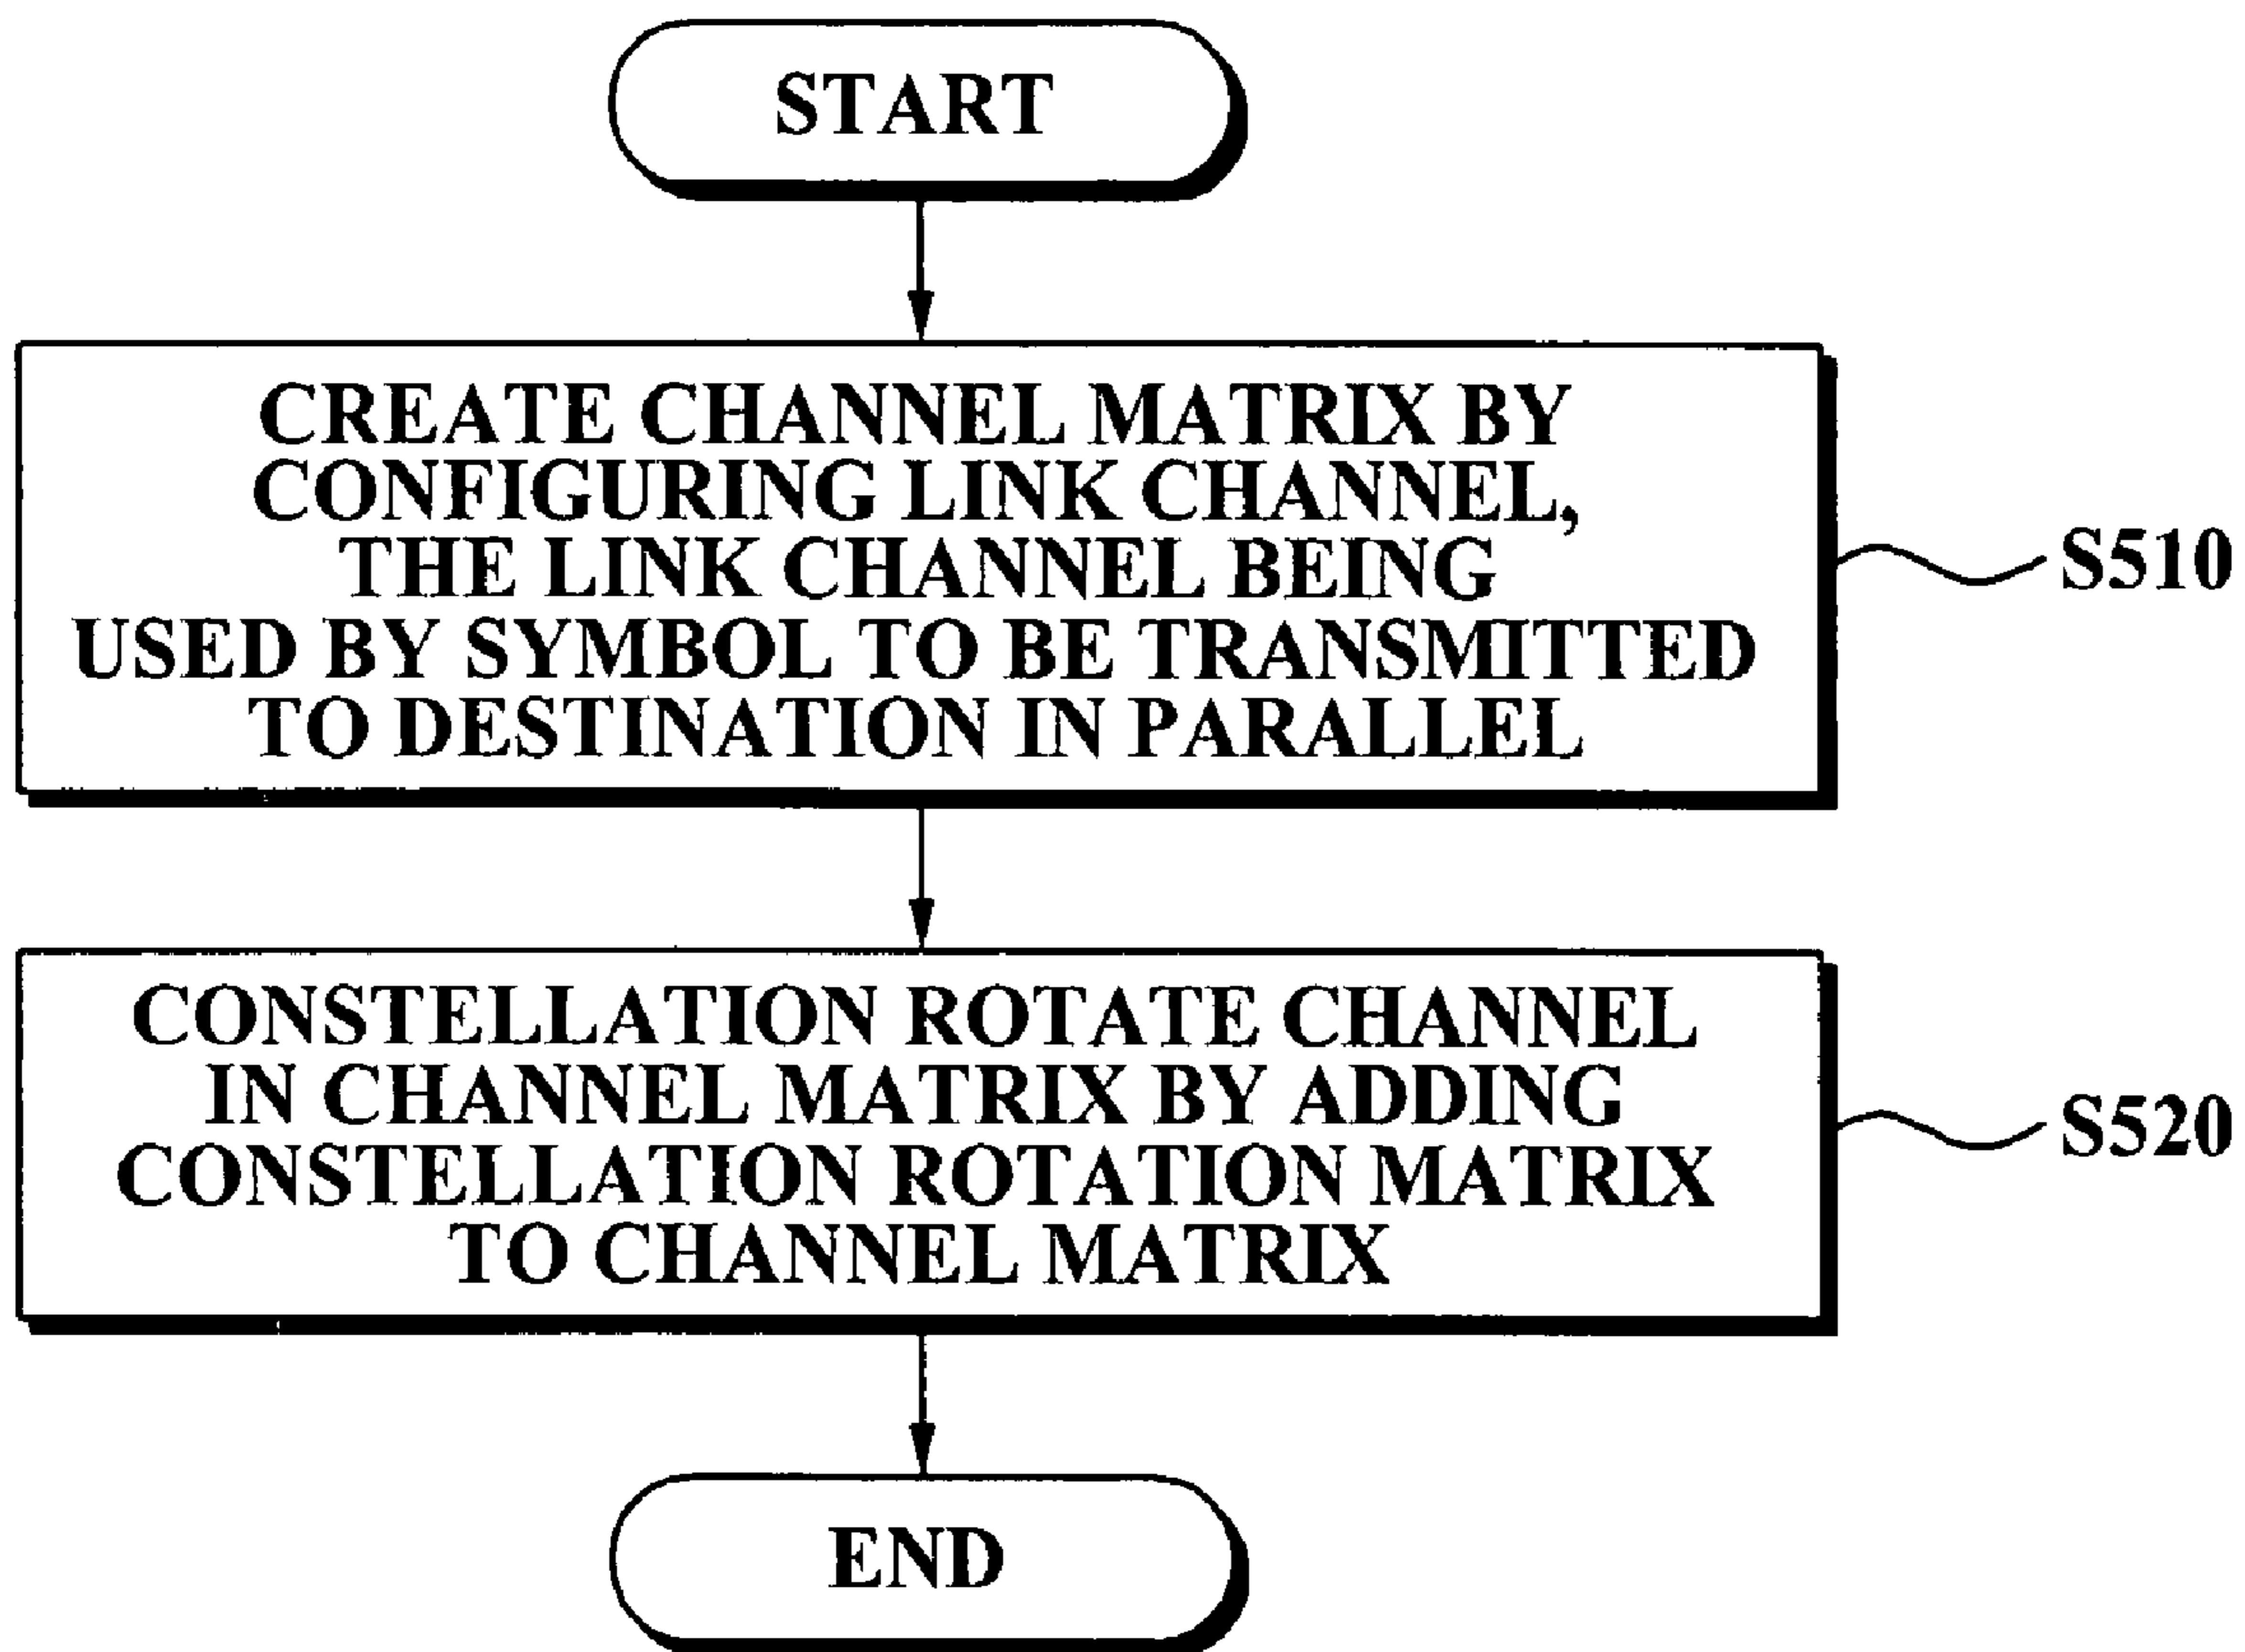 START
CREATE CHANNEL MATRIX BY
CONFIGURING LINK CHANNEL,
THE LINK CHANNEL BEING
USED BY SYMBOL TO BE TRANSMITTED
TO DESTINATION IN PARALLEL
S510
CONSTELLATION ROTATE CHANNEL
IN CHANNEL MATRIX BY ADDING
CONSTELLATION ROTATION MATRIX
TO CHANNEL MATRIX
S520
END